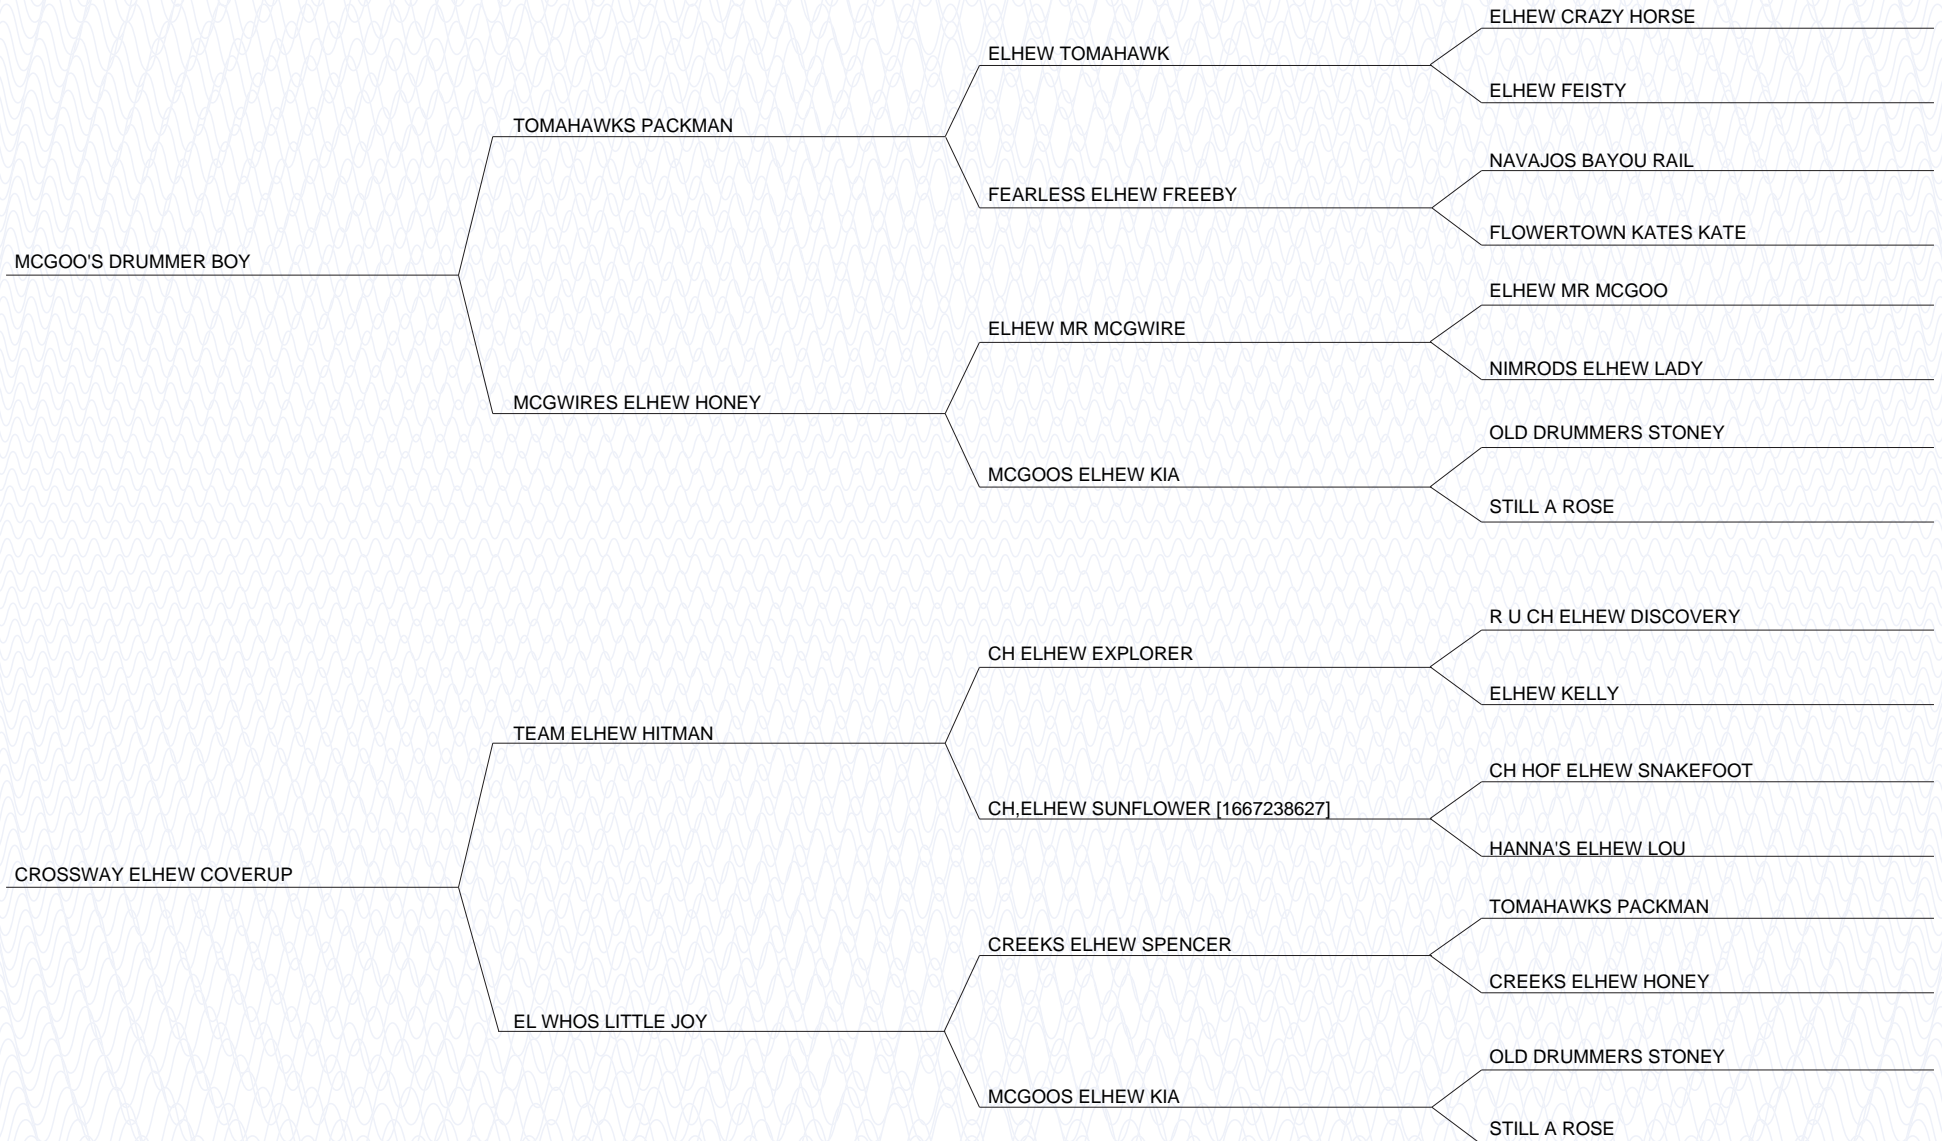 ELHEW CRAZY HORSE
ELHEW TOMAHAWK
ELHEW FEISTY
TOMAHAWKS PACKMAN
NAVAJOS BAYOU RAIL
FEARLESS ELHEW FREEBY
FLOWERTOWN KATES KATE
MCGOO'S DRUMMER BOY
ELHEW MR MCGOO
ELHEW MR MCGWIRE
NIMRODS ELHEW LADY
MCGWIRES ELHEW HONEY
OLD DRUMMERS STONEY
MCGOOS ELHEW KIA
STILL A ROSE
R U CH ELHEW DISCOVERY
CH ELHEW EXPLORER
ELHEW KELLY
TEAM ELHEW HITMAN
CH HOF ELHEW SNAKEFOOT
CH,ELHEW SUNFLOWER [1667238627]
HANNA'S ELHEW LOU
CROSSWAY ELHEW COVERUP
TOMAHAWKS PACKMAN
CREEKS ELHEW SPENCER
CREEKS ELHEW HONEY
EL WHOS LITTLE JOY
OLD DRUMMERS STONEY
MCGOOS ELHEW KIA
STILL A ROSE